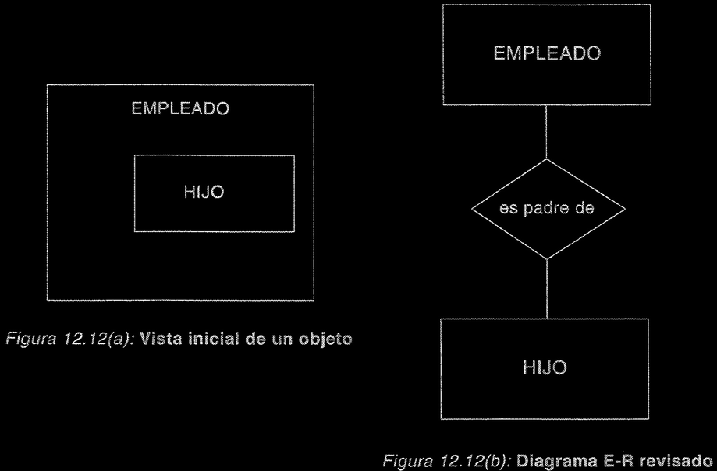 EMPLEADO
HIJO
Figura 12.12(a): Vista inicial de un objeto
EMPLEADO
es padre de
HIJO
Figura 12.12(b): Diagrama E-R revisado